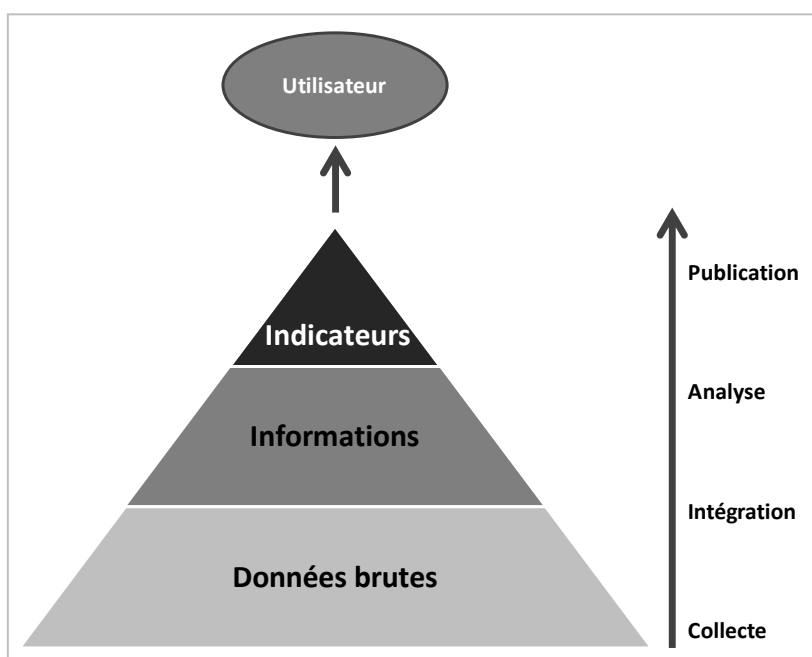 Utilisateur
Publication
Indicateurs
Analyse
Informations
Intégration
Données brutes
Collecte